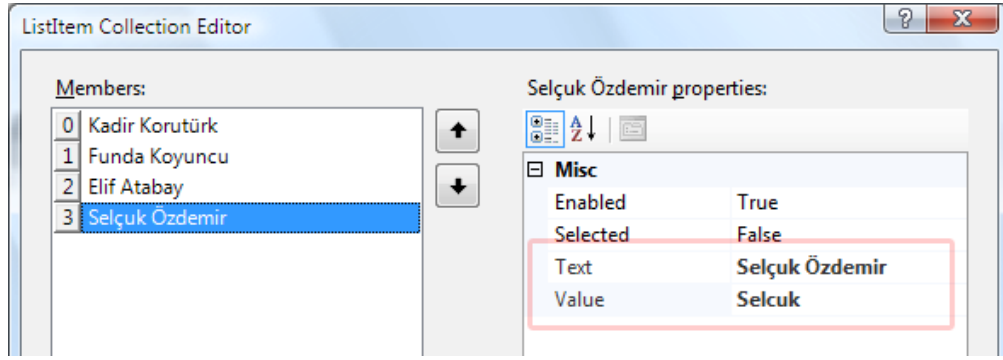 ListItem Collection Editor
Members:
0 Kadir Korutürk
1 Funda Koyuncu
2 Elif Atabay
3 Selçuk Özdemir
Selçuk Özdemir properties:
Misc
Enabled True
Selected False
Text Selçuk Özdemir
Value Selcuk